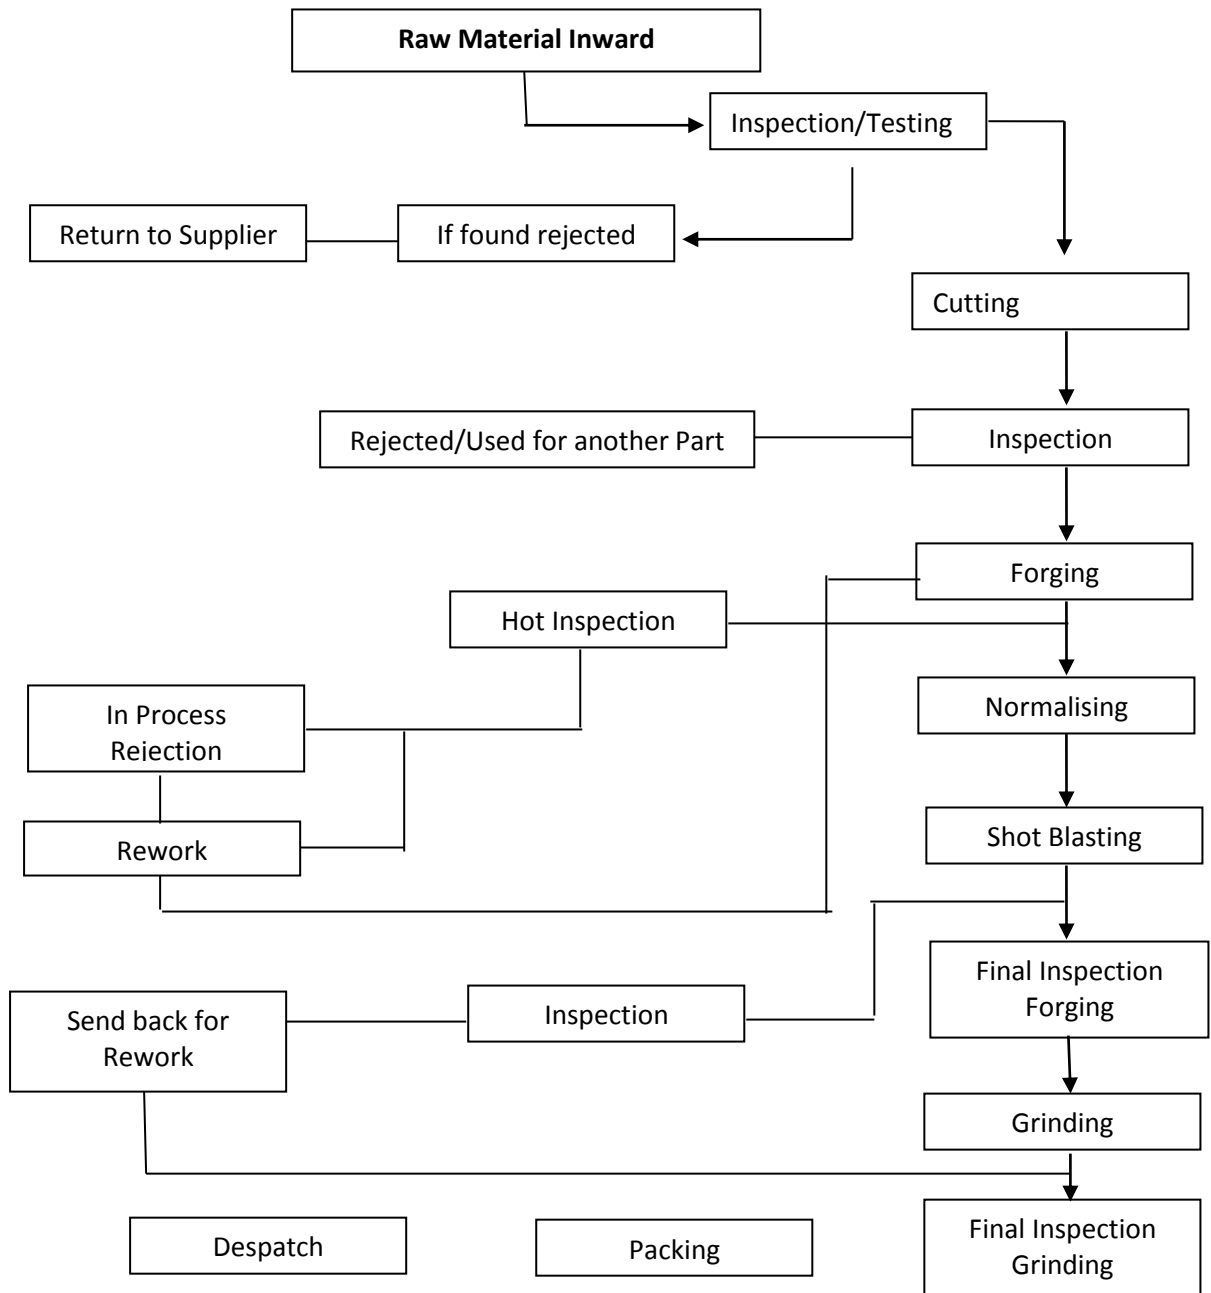 Raw Material Inward
Inspection/Testing
Return to Supplier
If found rejected
Cutting
Rejected/Used for another Part
Inspection
Forging
Hot Inspection
Normalising
In Process
Rejection
Shot Blasting
Rework
Final Inspection
Forging
Inspection
Send back for
Rework
Grinding
Despatch
Packing
Final Inspection
Grinding